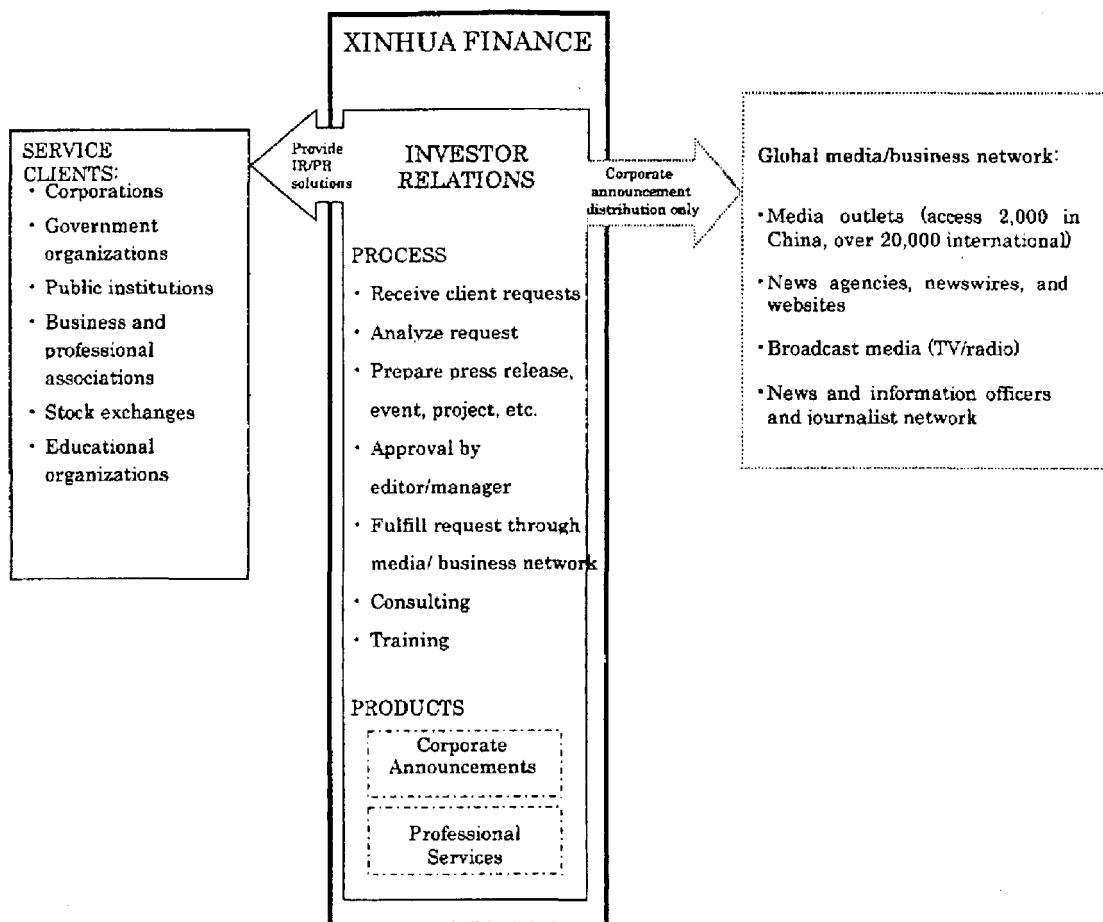 XINHUA FINANCE
SERVICE
CLIENTS:
・Corporations
・Government
organizations
・Public institutions
・Business and
professional
associations
・Stock exchanges
・Educational
organizations
Provide
IR/PR
solutions
INVESTOR
RELATIONS
PROCESS
・Receive client requests
・Analyze request
・Prepare press release,
event, project, etc.
・Approval by
editor/manager
・Fulfill request through
media/ business network
・Consulting
・Training
PRODUCTS
Corporate
Announcements
Professional
Services
Corporate
announcement
distribution only
Global media/business network:
・Media outlets (access 2,000 in
China, over 20,000 international)
・News agencies, newswires, and
websites
・Broadcast media (TV/radio)
・News and information officers
and journalist network